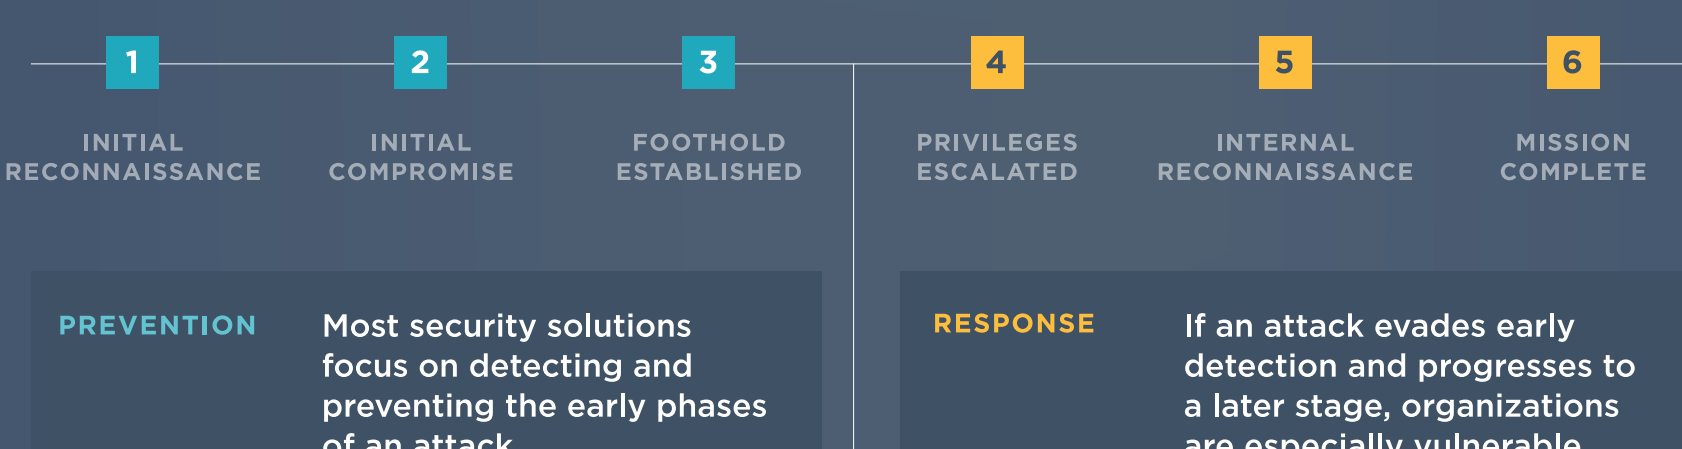 1
2
3
4
5
6
INITIAL
RECONNAISSANCE
INITIAL
COMPROMISE
FOOTHOLD
ESTABLISHED
PRIVILEGES
ESCALATED
INTERNAL
RECONNAISSANCE
MISSION
COMPLETE
PREVENTION
Most security solutions
focus on detecting and
preventing the early phases
of an attack
RESPONSE
If an attack evades early
detection and progresses to
a later stage, organizations
are especially vulnerable